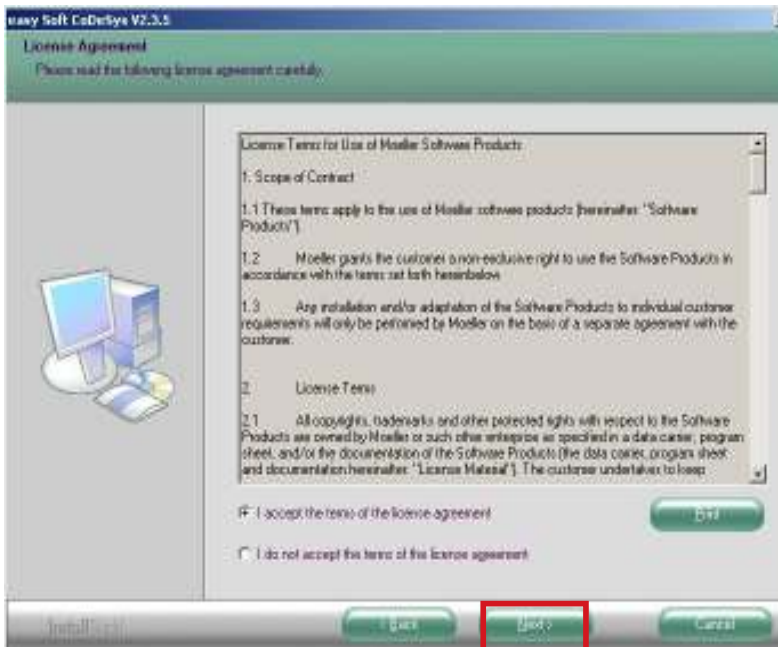 easy Soft CoDeSys V2.3.5
License Agreement
Please read the following license agreement carefully.
License Terms for Use of Moeller Software Products
1. Scope of Contract
1.1 These terms apply to the use of Moeller software products (hereinafter: "Software
Products").
1.2 Moeller grants the customer a non-exclusive right to use the Software Products in
accordance with the terms set forth hereinbelow.
1.3 Any installation and/or adaptation of the Software Products to individual customer
requirements will only be performed by Moeller on the basis of a separate agreement with the
customer.
2 License Terms
2.1 All copyrights, trademarks and other protected rights with respect to the Software
Products are owned by Moeller or such other enterprise as specified in a data carrier, program
sheet, and/or the documentation of the Software Products (the data carrier, program sheet
and documentation hereinafter: "License Material"). The customer undertakes to keep
I accept the terms of the license agreement
Print
I do not accept the terms of the license agreement
InstallShield
< Back
Next >
Cancel